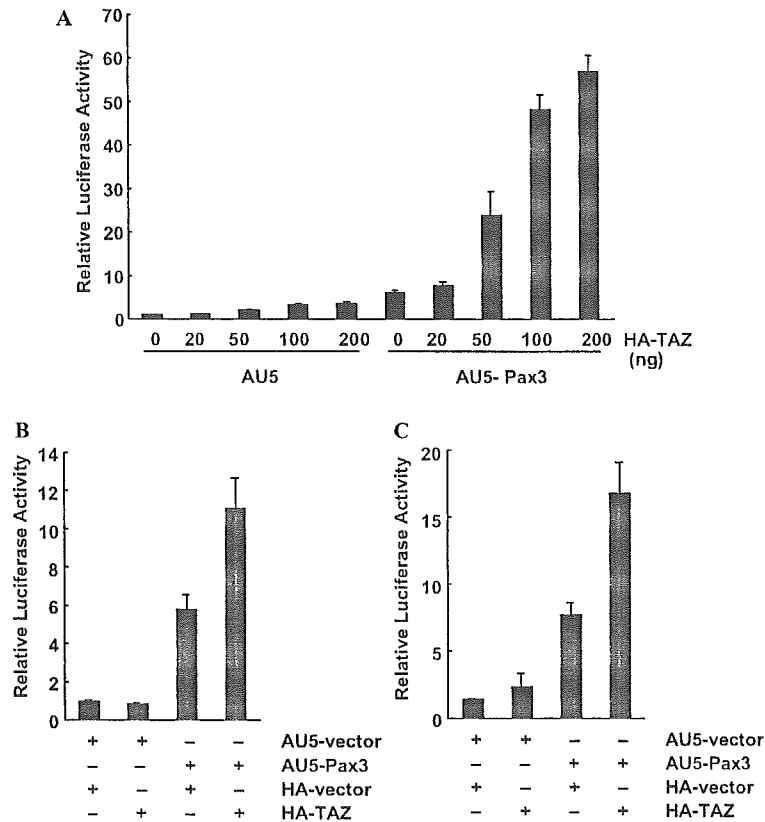 A
Relative Luciferase Activity
70
60
50
40
30
20
10
0
0 20 50 100 200 0 20 50 100 200 HA-TAZ
(ng)
AU5 AU5- Pax3
B
Relative Luciferase Activity
14
12
10
8
6
4
2
0
+ + − − AU5-vector
− − + + AU5-Pax3
+ − + − HA-vector
− + − + HA-TAZ
C
Relative Luciferase Activity
20
15
10
5
0
+ + − − AU5-vector
− − + + AU5-Pax3
+ − + − HA-vector
− + − + HA-TAZ